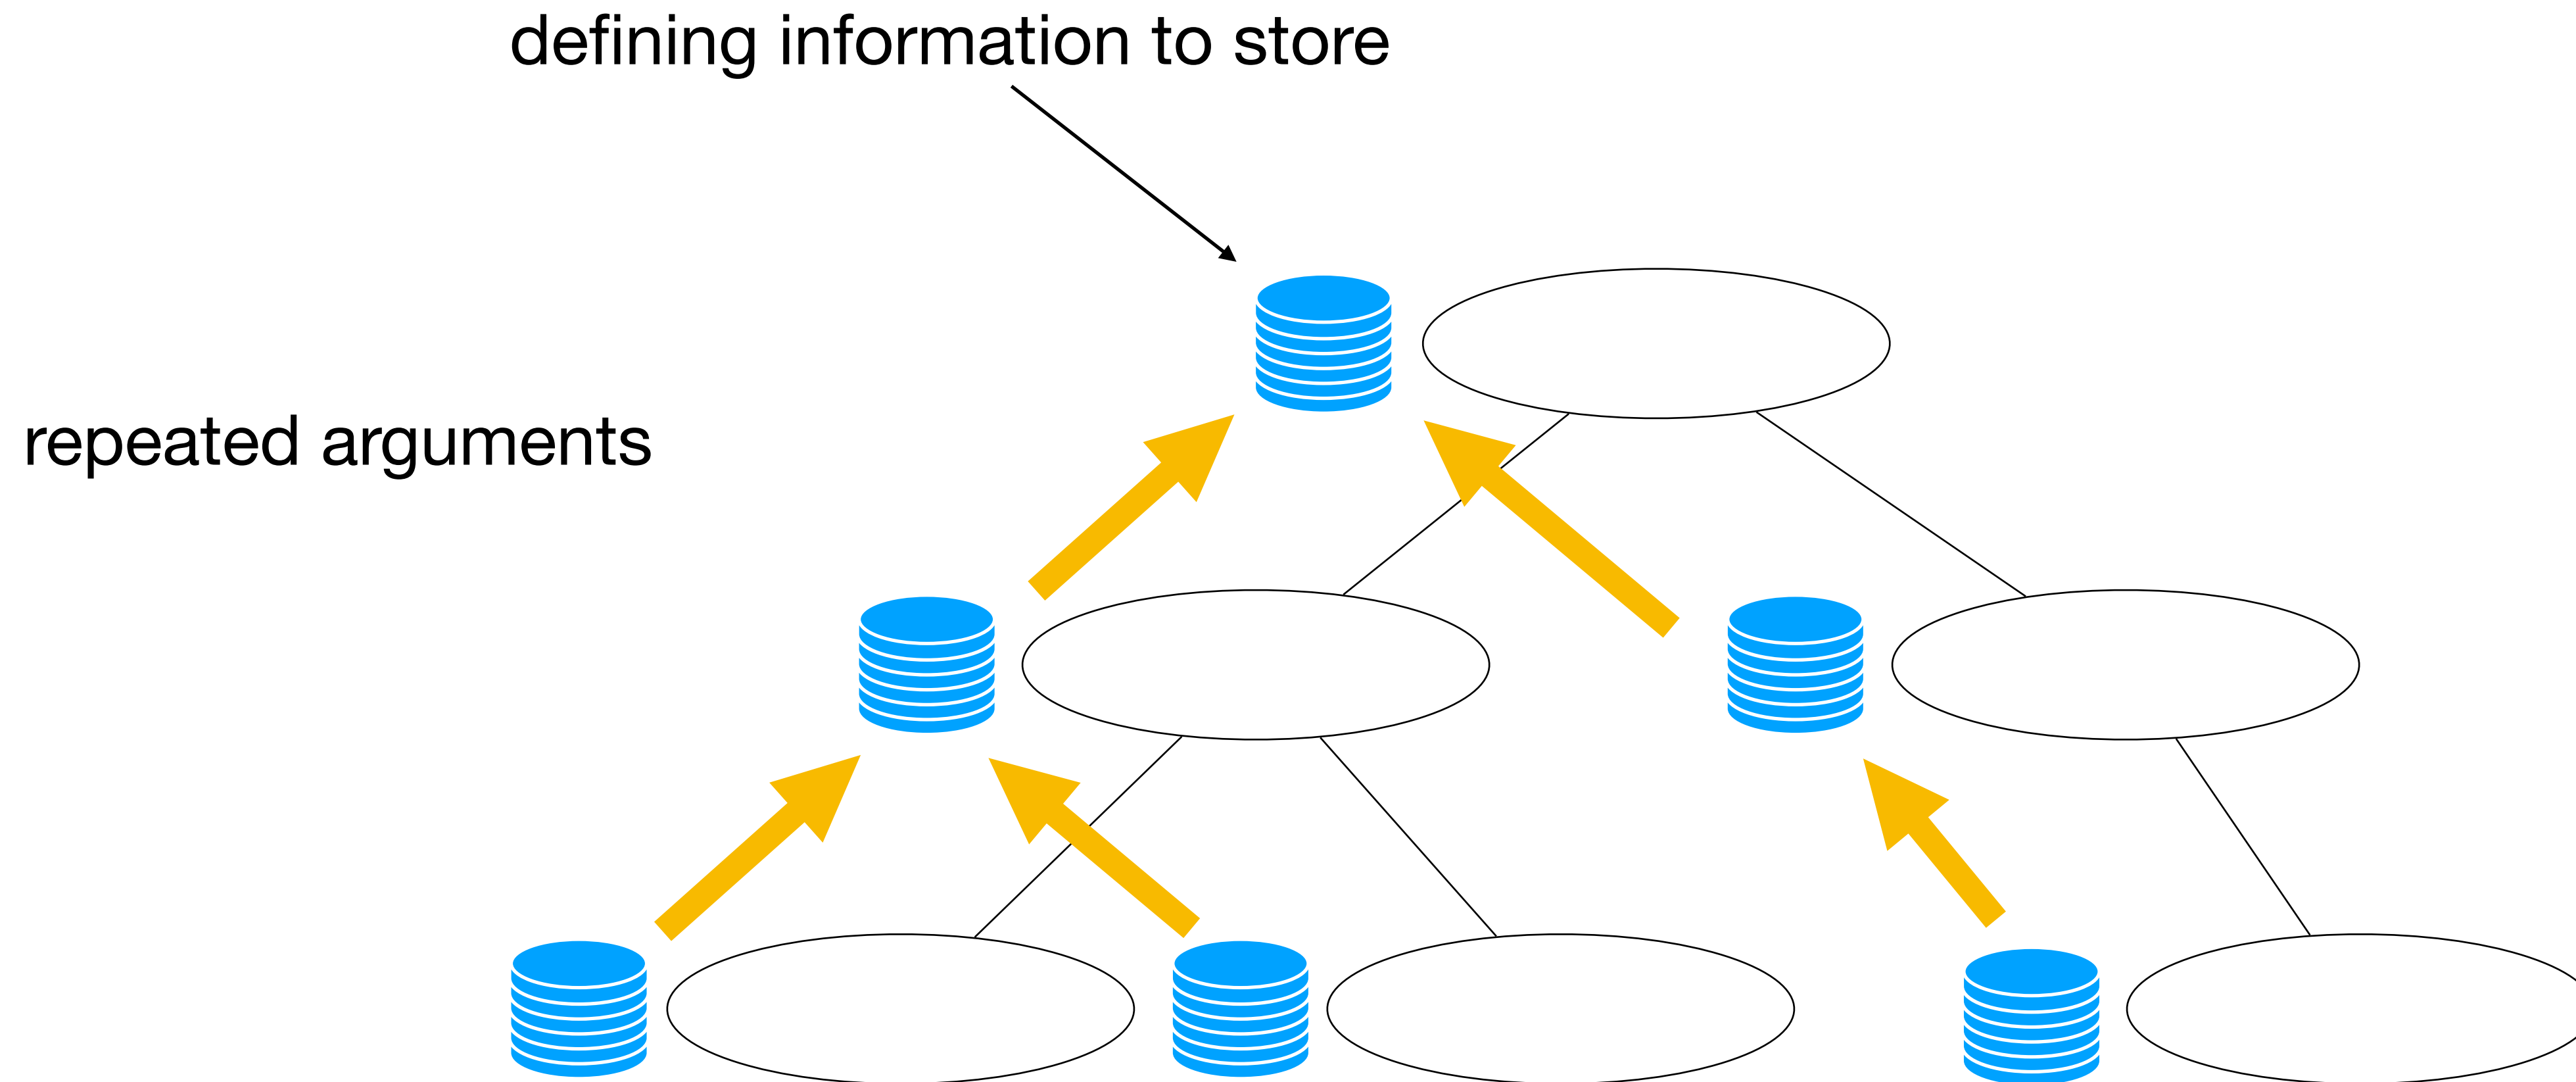 defining information to store
repeated arguments